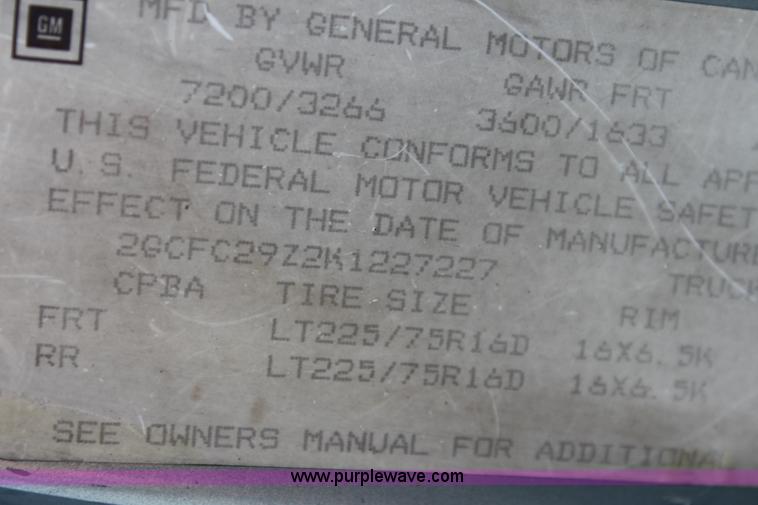 GM
MFD BY GENERAL MOTORS OF CAN
GVWR GAWR FRT
7200/3266 3600/1633
THIS VEHICLE CONFORMS TO ALL APP
U.S. FEDERAL MOTOR VEHICLE SAFET
EFFECT ON THE DATE OF MANUFACTURE
2GCFC29Z2K1227227 TRUCK
CPBA TIRE SIZE RIM
FRT LT225/75R16D 16X6.5K
RR LT225/75R16D 16X6.5K
SEE OWNERS MANUAL FOR ADDITIONAL
www.purplewave.com